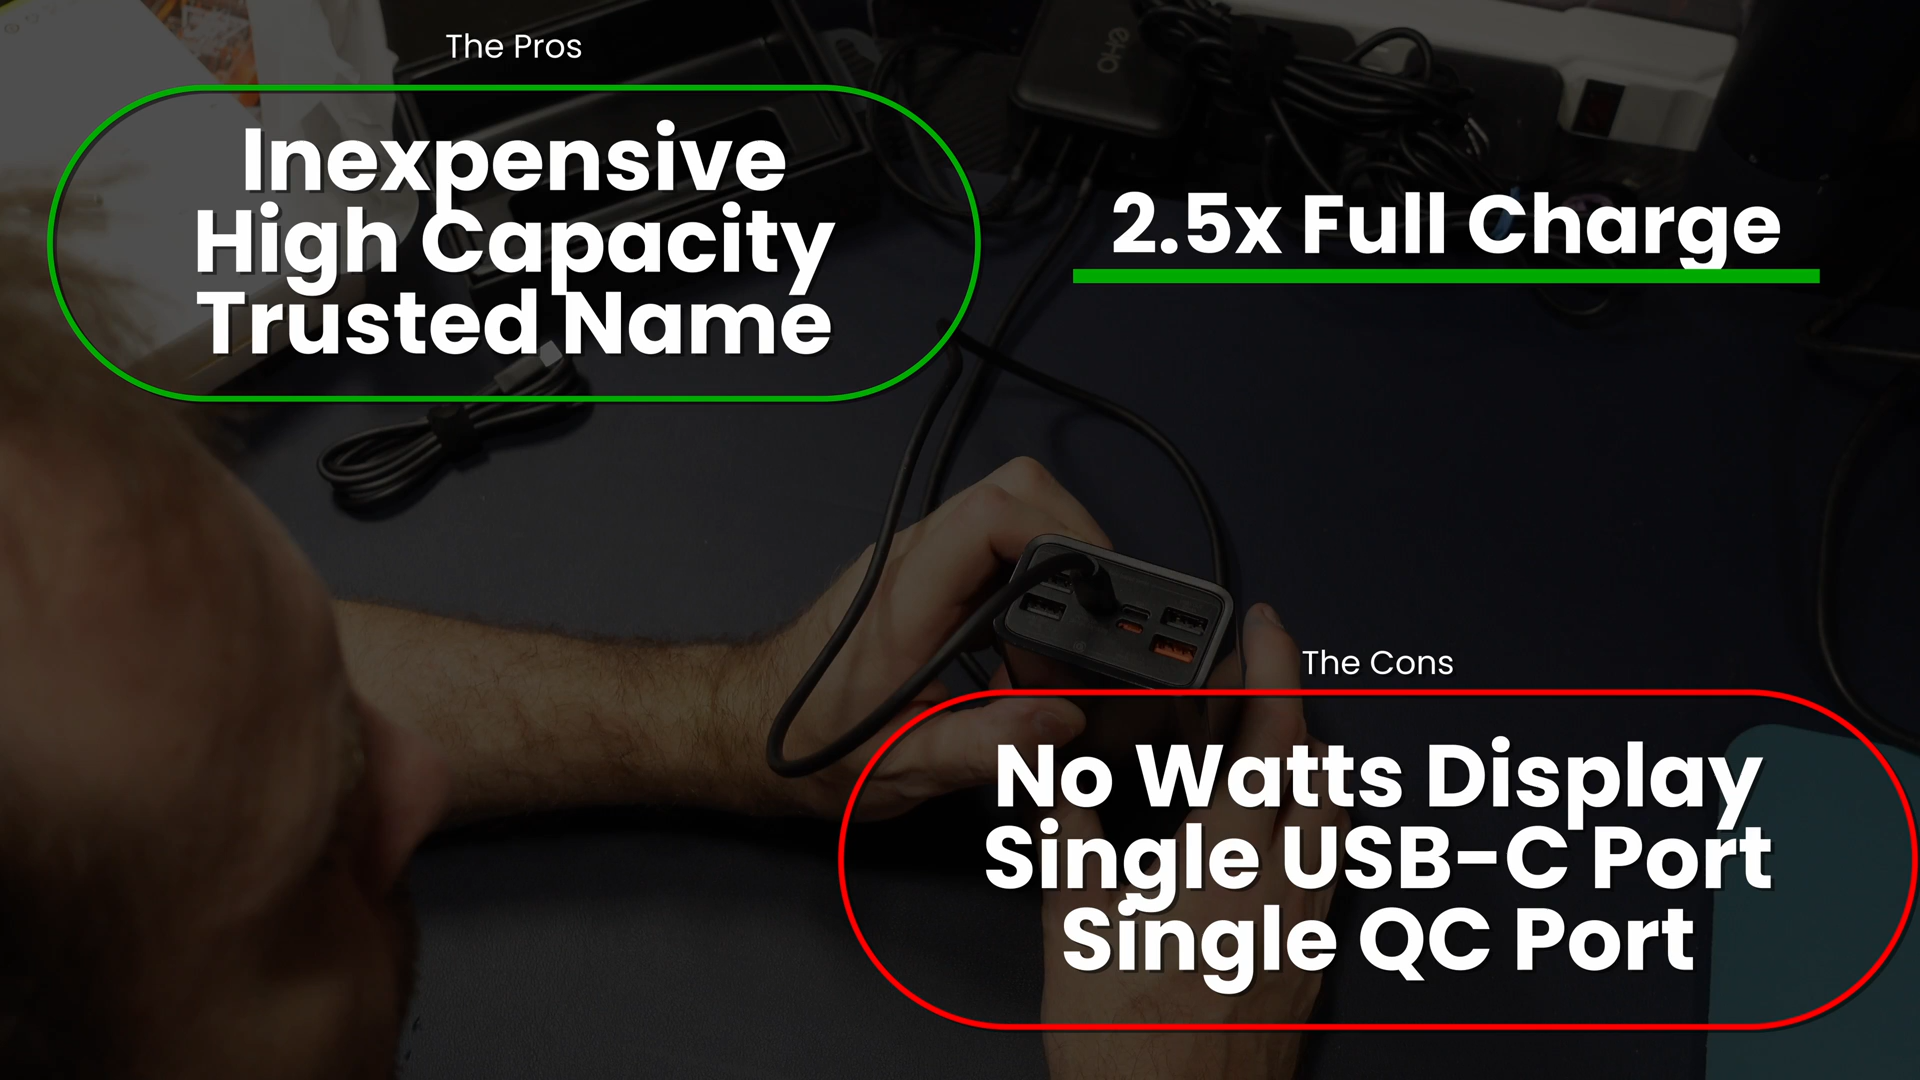 The Pros
Inexpensive
High Capacity
Trusted Name
2.5x Full Charge
The Cons
No Watts Display
Single USB-C Port
Single QC Port